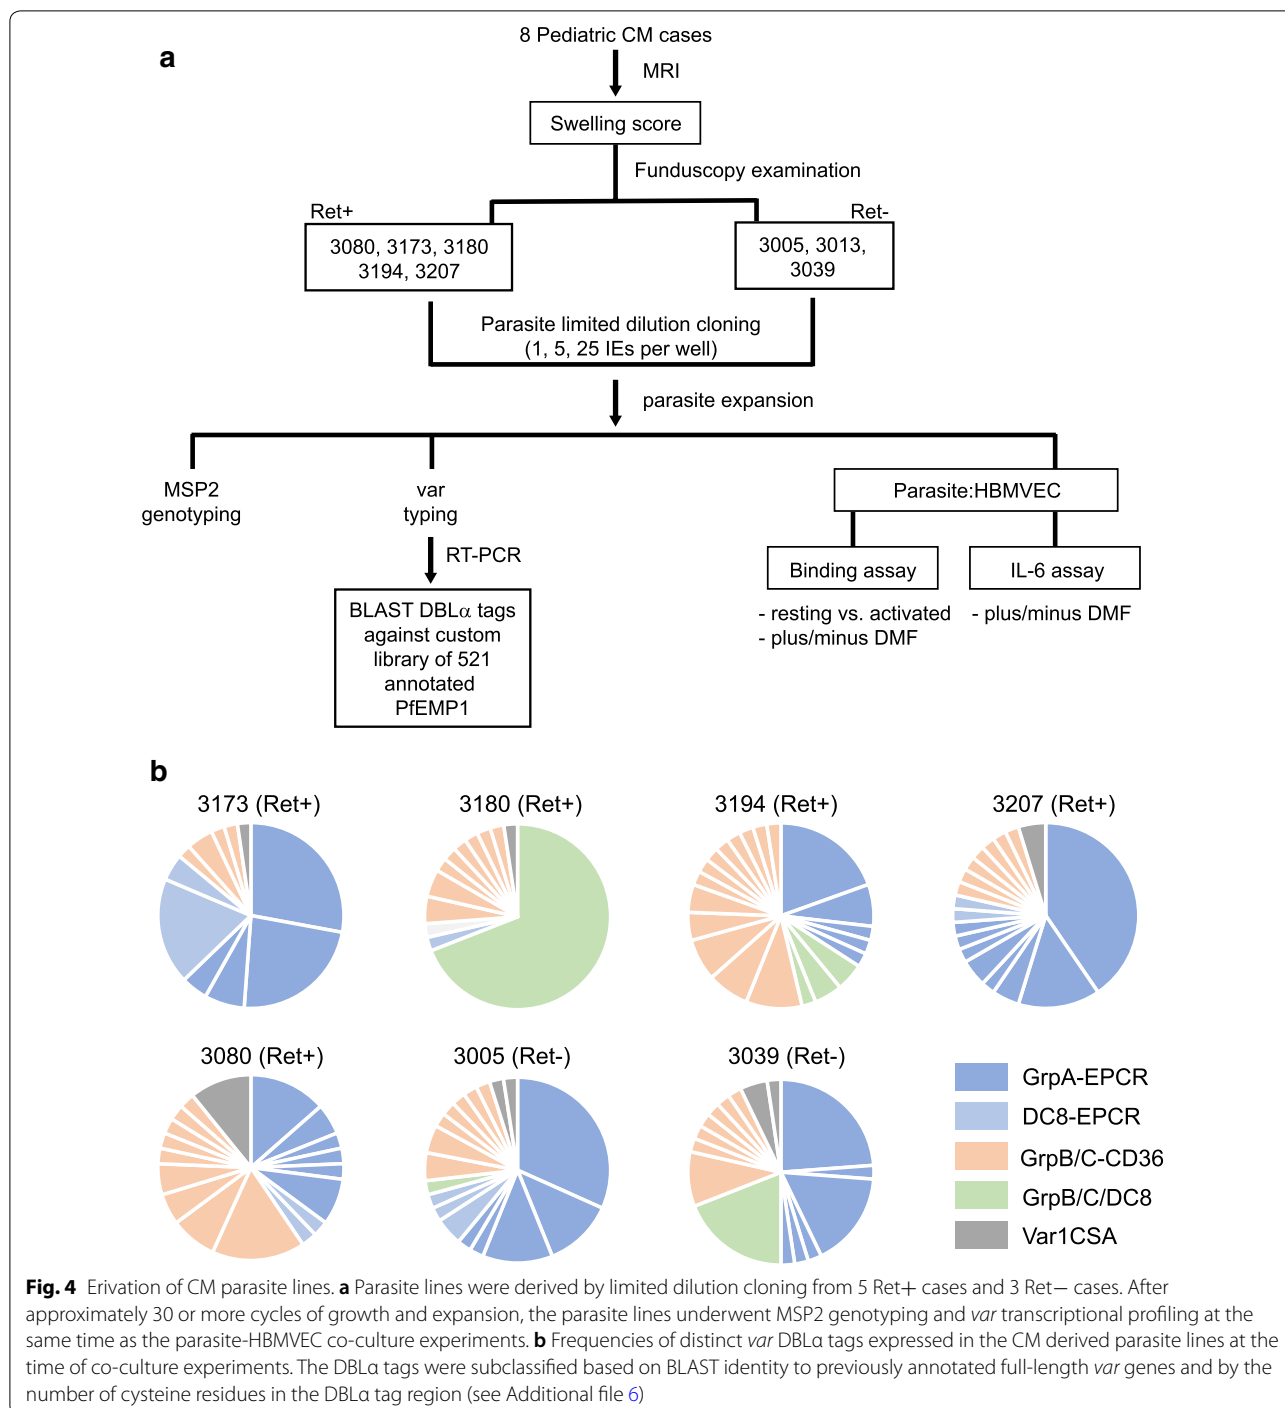 a
8 Pediatric CM cases
MRI
Swelling score
Funduscopy examination
Ret+
Ret-
3080, 3173, 3180
3194, 3207
3005, 3013,
3039
Parasite limited dilution cloning
(1, 5, 25 IEs per well)
parasite expansion
MSP2
genotyping
var
typing
RT-PCR
BLAST DBLα tags
against custom
library of 521
annotated
PfEMP1
Parasite:HBMVEC
Binding assay
- resting vs. activated
- plus/minus DMF
IL-6 assay
- plus/minus DMF
b
3173 (Ret+)
3180 (Ret+)
3194 (Ret+)
3207 (Ret+)
3080 (Ret+)
3005 (Ret-)
3039 (Ret-)
GrpA-EPCR
DC8-EPCR
GrpB/C-CD36
GrpB/C/DC8
Var1CSA
Fig. 4 Erivation of CM parasite lines. a Parasite lines were derived by limited dilution cloning from 5 Ret+ cases and 3 Ret− cases. After
approximately 30 or more cycles of growth and expansion, the parasite lines underwent MSP2 genotyping and var transcriptional profiling at the
same time as the parasite-HBMVEC co-culture experiments. b Frequencies of distinct var DBLα tags expressed in the CM derived parasite lines at the
time of co-culture experiments. The DBLα tags were subclassified based on BLAST identity to previously annotated full-length var genes and by the
number of cysteine residues in the DBLα tag region (see Additional file 6)